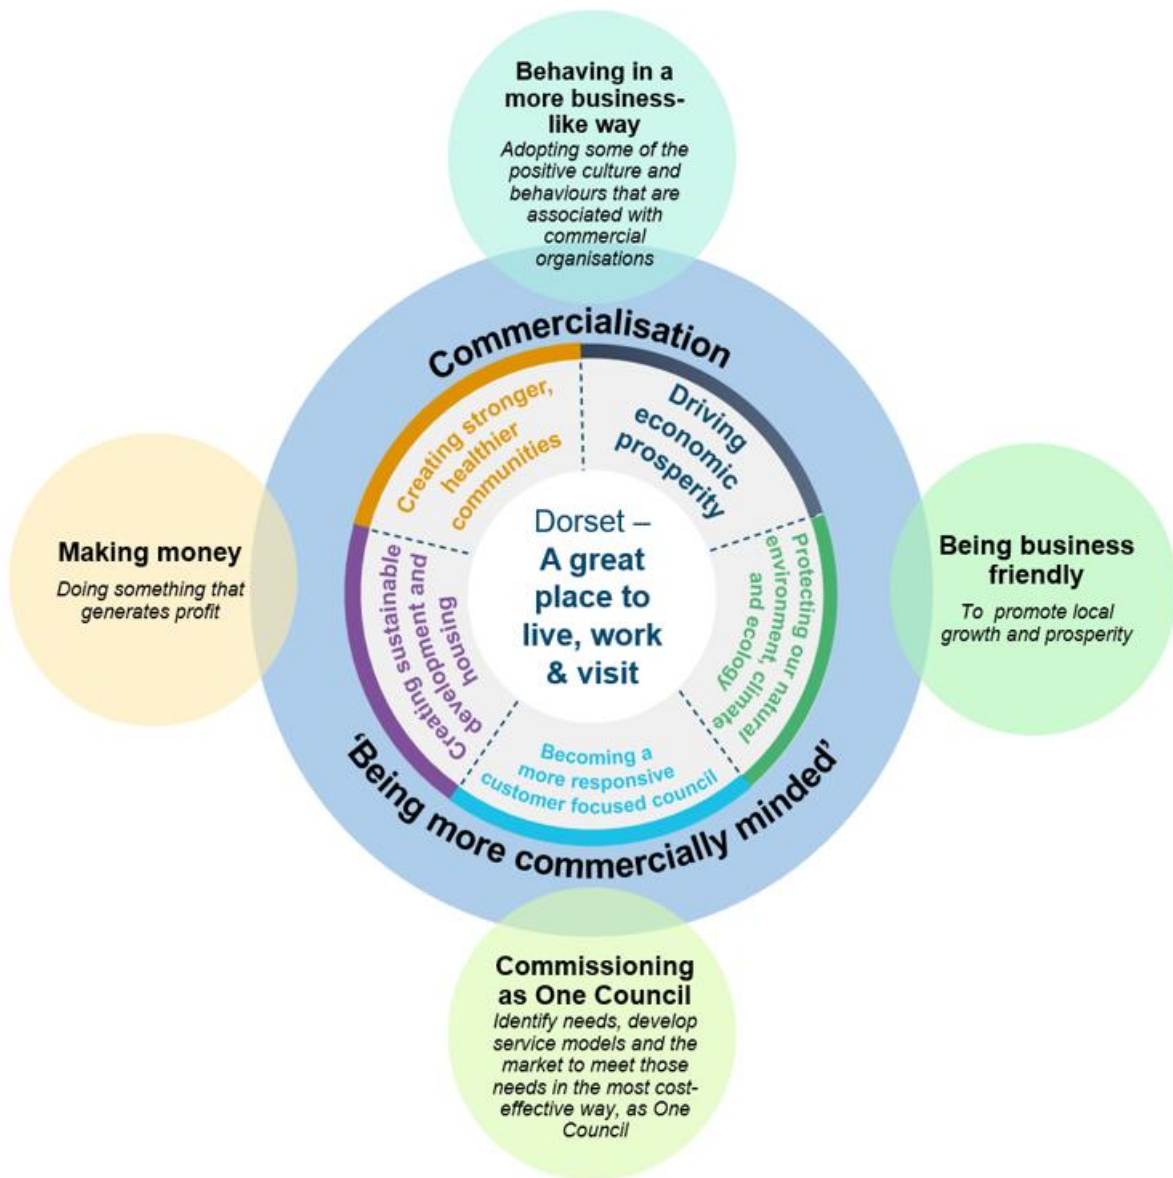 Behaving in a
more business-
like way
Adopting some of the
positive culture and
behaviours that are
associated with
commercial
organisations
Commercialisation
Creating stronger,
healthier
communities
Driving
economic
prosperity
Making money
Doing something that
generates profit
Creating sustainable
development and
housing
Dorset –
A great
place to
live, work
& visit
Protecting our natural
environment, climate
and ecology
Being business
friendly
To promote local
growth and prosperity
Becoming a
more responsive
customer focused council
‘Being more commercially minded’
Commissioning
as One Council
Identify needs, develop
service models and the
market to meet those
needs in the most cost-
effective way, as One
Council